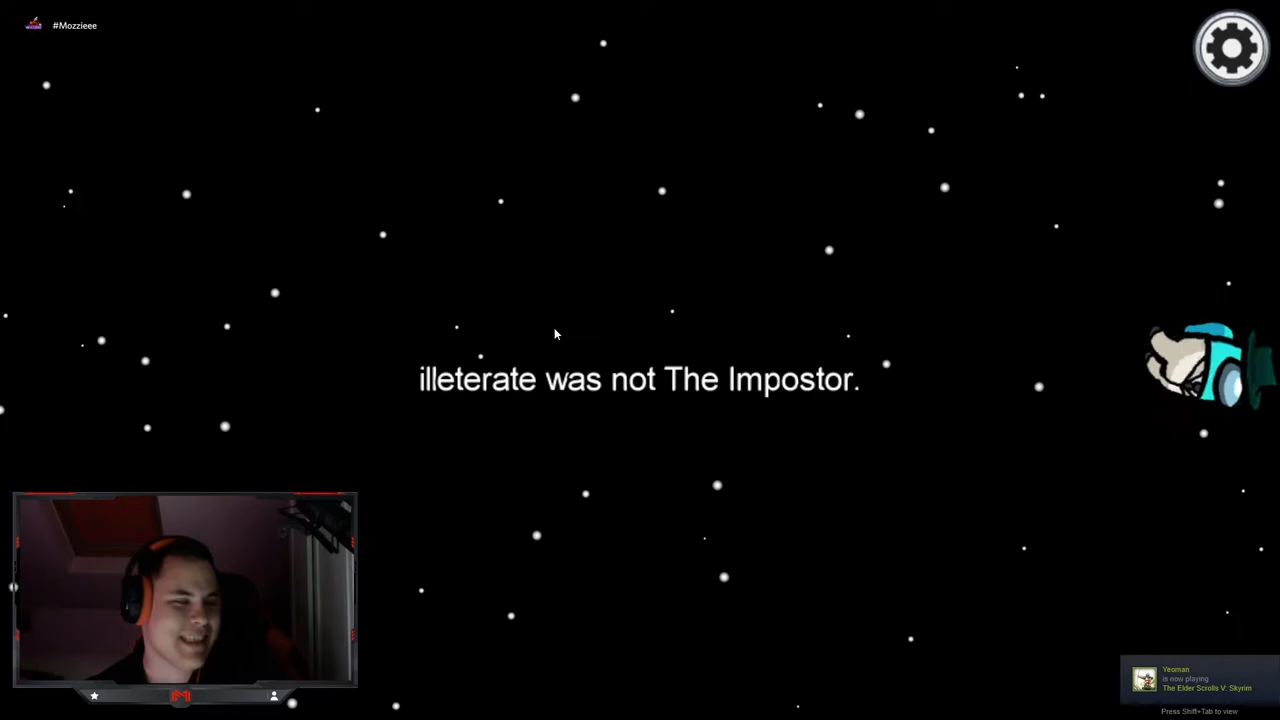 #Mozzieee
illeterate was not The Impostor.
Yeoman
is now playing
The Elder Scrolls V: Skyrim
Press Shift+Tab to view